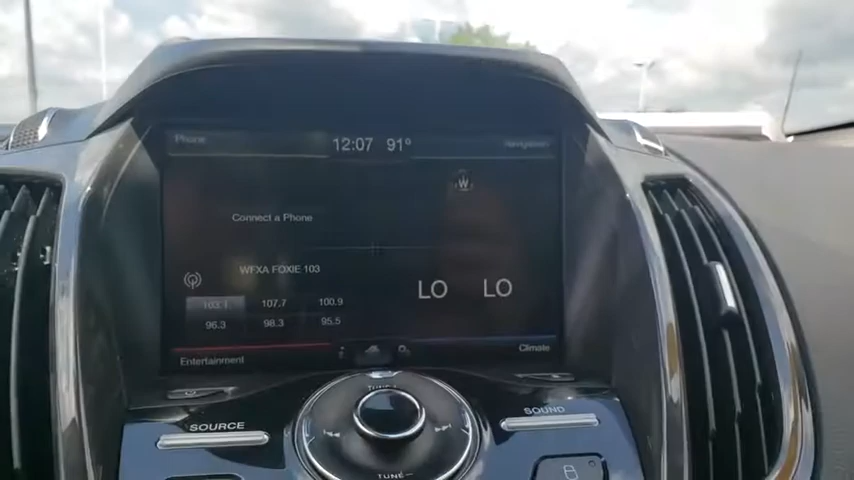 Phone 12:07 91° Navigation
W
Connect a Phone
WFXA FOXIE 103
LO LO
103.1 107.7 100.9
96.3 98.3 95.5
Entertainment Climate
TUNE +
SOURCE SOUND
TUNE –